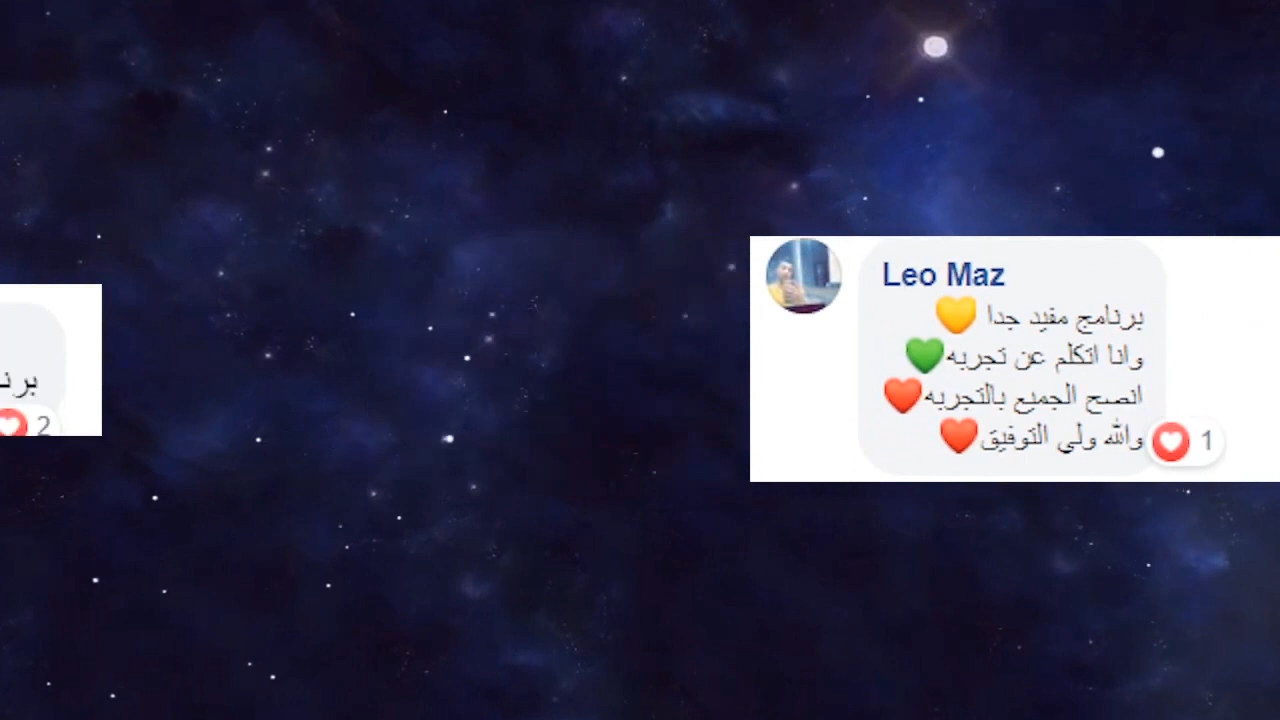 Leo Maz
برنامج مفيد جدا 💛
وانا اتكلم عن تجربه💚
انصح الجميع بالتجربه❤️
والله ولي التوفيق❤️
1
2